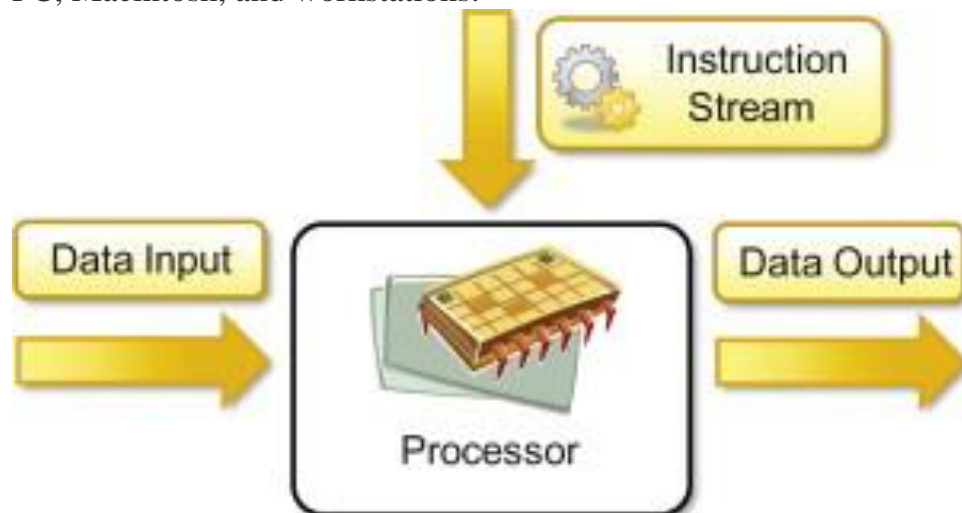 PC, Macintosh, and workstations.
Instruction
Stream
Data Input
Data Output
Processor